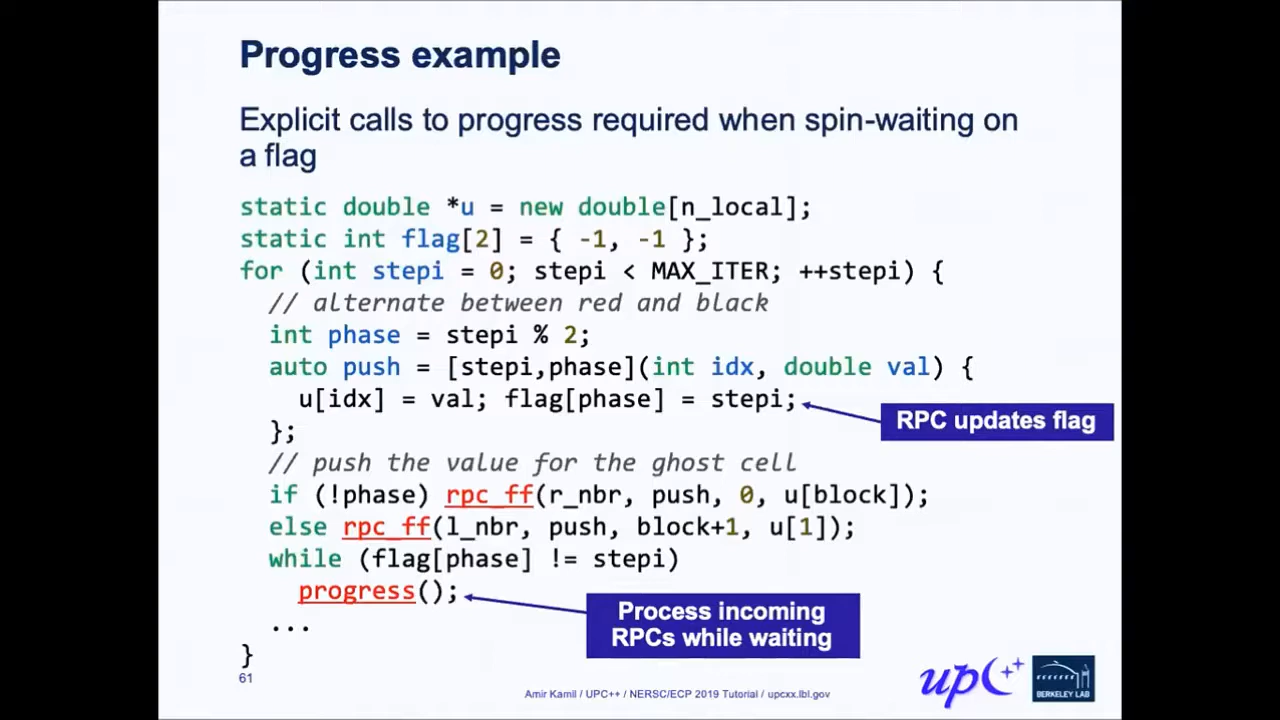 Progress example
Explicit calls to progress required when spin-waiting on
a flag
static double *u = new double[n_local];
static int flag[2] = { -1, -1 };
for (int stepi = 0; stepi < MAX_ITER; ++stepi) {
  // alternate between red and black
  int phase = stepi % 2;
  auto push = [stepi,phase](int idx, double val) {
    u[idx] = val; flag[phase] = stepi;
RPC updates flag
  };
  // push the value for the ghost cell
  if (!phase) rpc_ff(r_nbr, push, 0, u[block]);
  else rpc_ff(l_nbr, push, block+1, u[1]);
  while (flag[phase] != stepi)
    progress();
Process incoming
RPCs while waiting
  ...
}
61
Amir Kamil / UPC++ / NERSC/ECP 2019 Tutorial / upcxx.lbl.gov
upC++
BERKELEY LAB